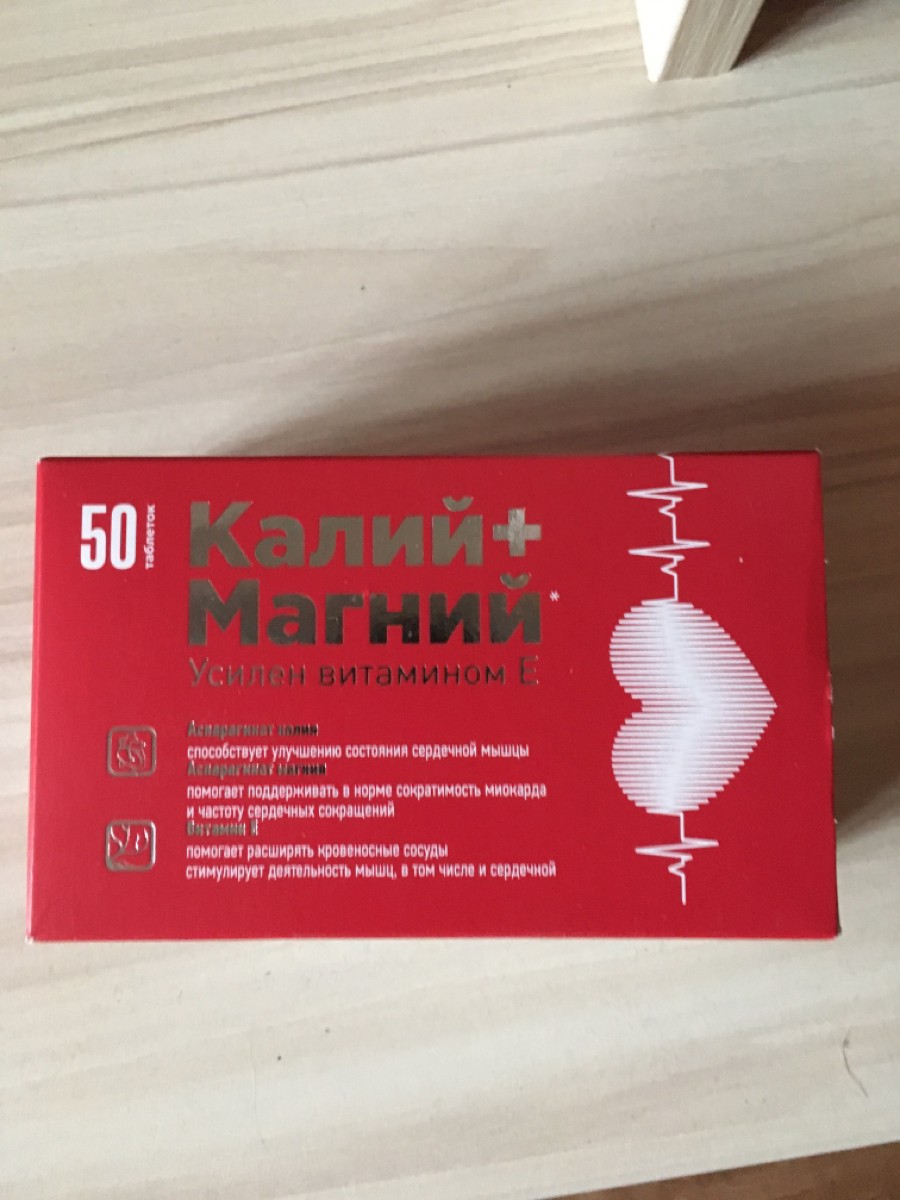 50
таблеток
Калий+
Магний*
Усилен витамином Е
Аспарагинат калия
способствует улучшению состояния сердечной мышцы
Аспарагинат магния
помогает поддерживать в норме сократимость миокарда
и частоту сердечных сокращений
Витамин Е
помогает расширять кровеносные сосуды
стимулирует деятельность мышц, в том числе и сердечной